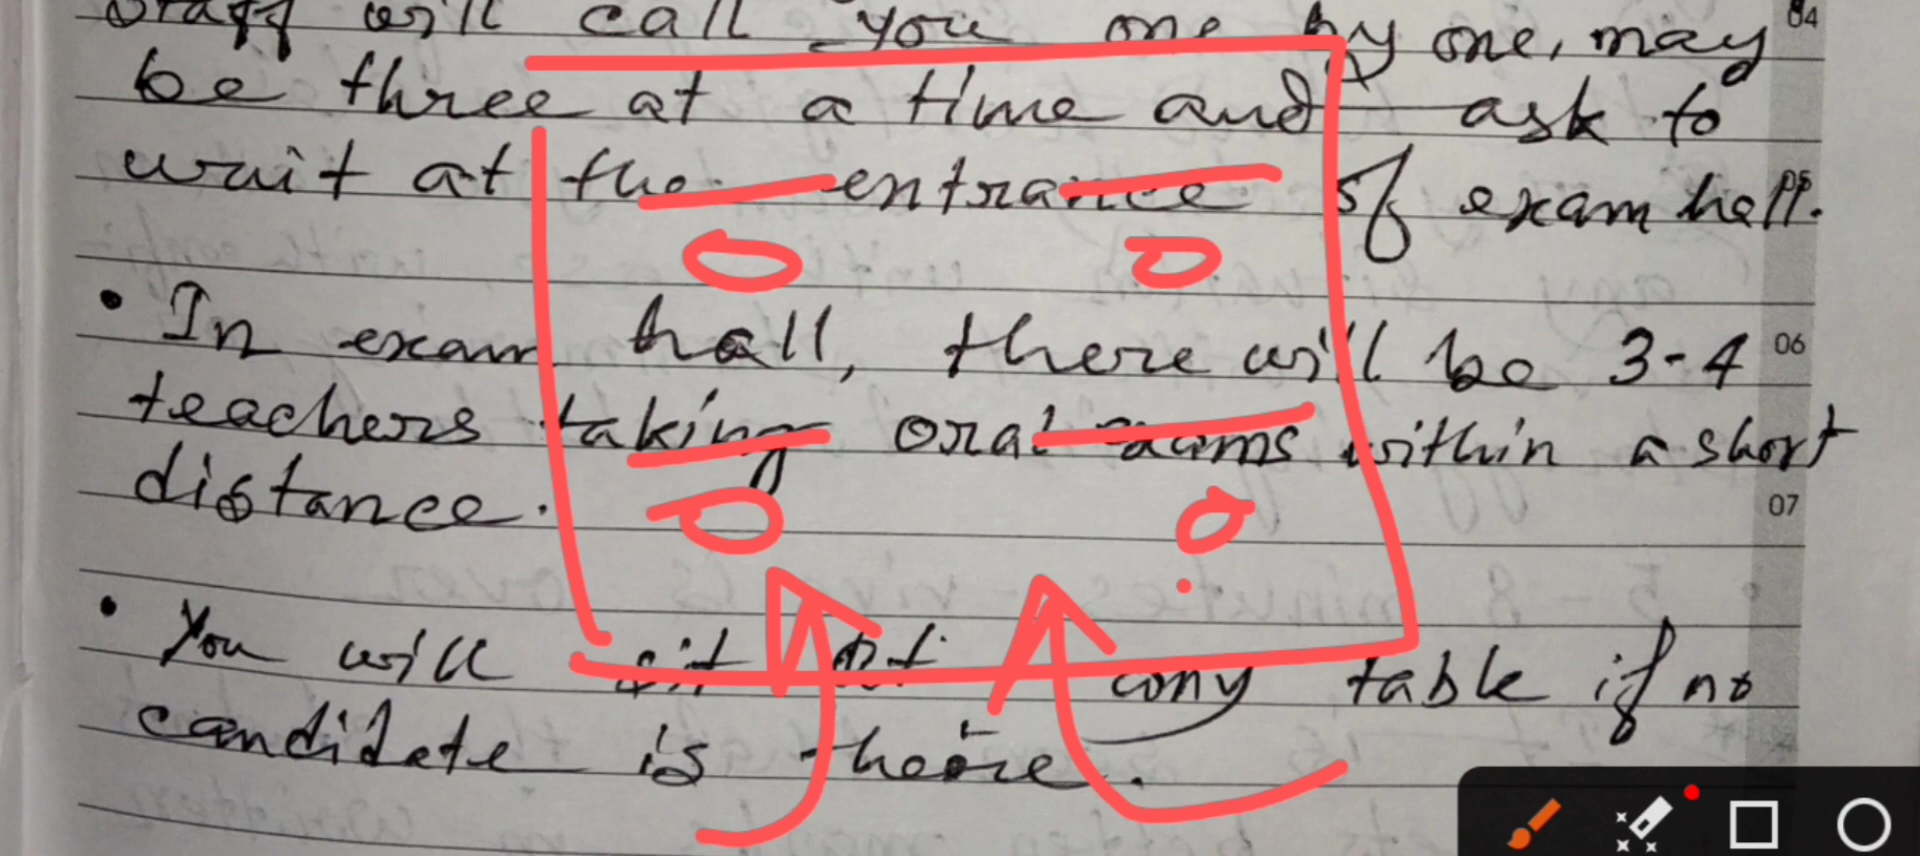 staff will call you one by one, may
04
be three at a time and ask to
wait at the entrance of exam hall.
05
• In exam hall, there will be 3-4
06
teachers taking oral exams within a short
distance.
07
• You will sit at any table if no
candidate is there.